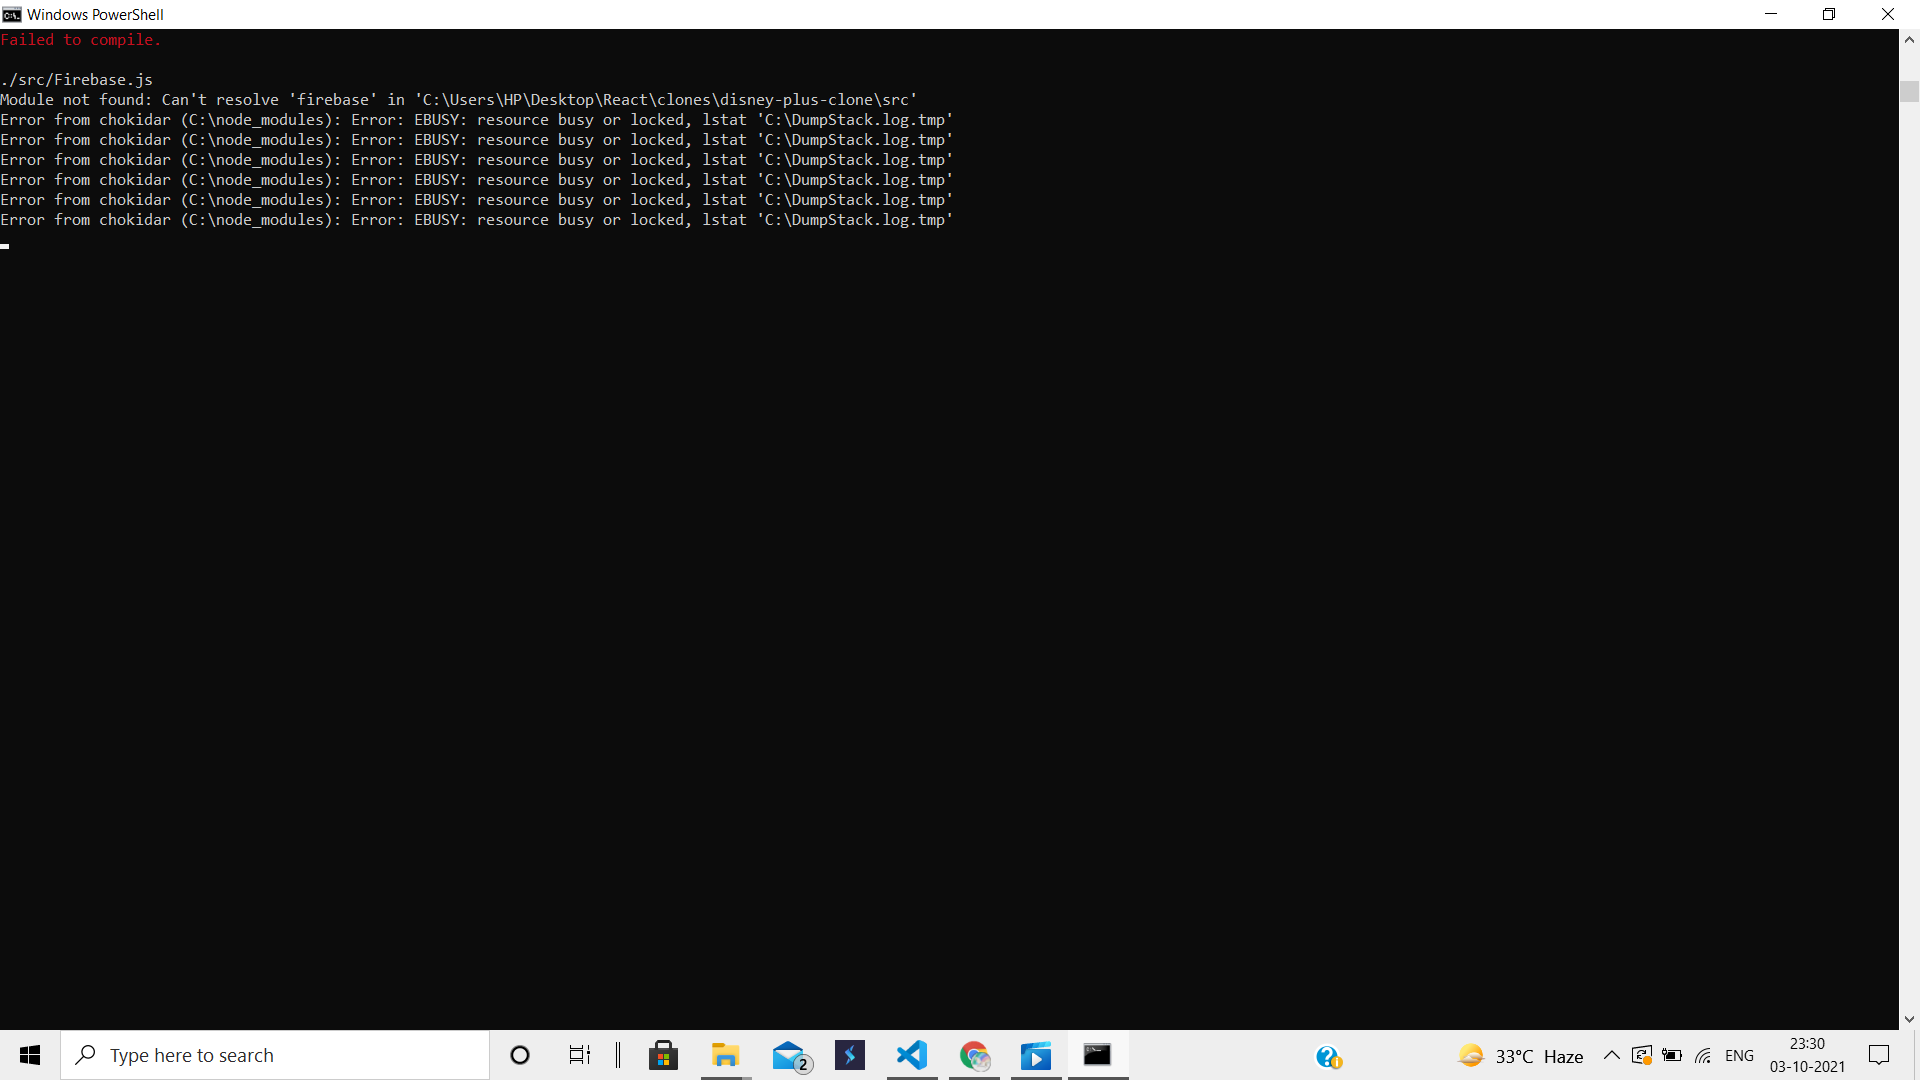 Windows PowerShell
Failed to compile.
./src/Firebase.js
Module not found: Can't resolve 'firebase' in 'C:\Users\HP\Desktop\React\clones\disney-plus-clone\src'
Error from chokidar (C:\node_modules): Error: EBUSY: resource busy or locked, lstat 'C:\DumpStack.log.tmp'
Error from chokidar (C:\node_modules): Error: EBUSY: resource busy or locked, lstat 'C:\DumpStack.log.tmp'
Error from chokidar (C:\node_modules): Error: EBUSY: resource busy or locked, lstat 'C:\DumpStack.log.tmp'
Error from chokidar (C:\node_modules): Error: EBUSY: resource busy or locked, lstat 'C:\DumpStack.log.tmp'
Error from chokidar (C:\node_modules): Error: EBUSY: resource busy or locked, lstat 'C:\DumpStack.log.tmp'
Error from chokidar (C:\node_modules): Error: EBUSY: resource busy or locked, lstat 'C:\DumpStack.log.tmp'
Type here to search
2
33°C Haze
ENG
23:30
03-10-2021